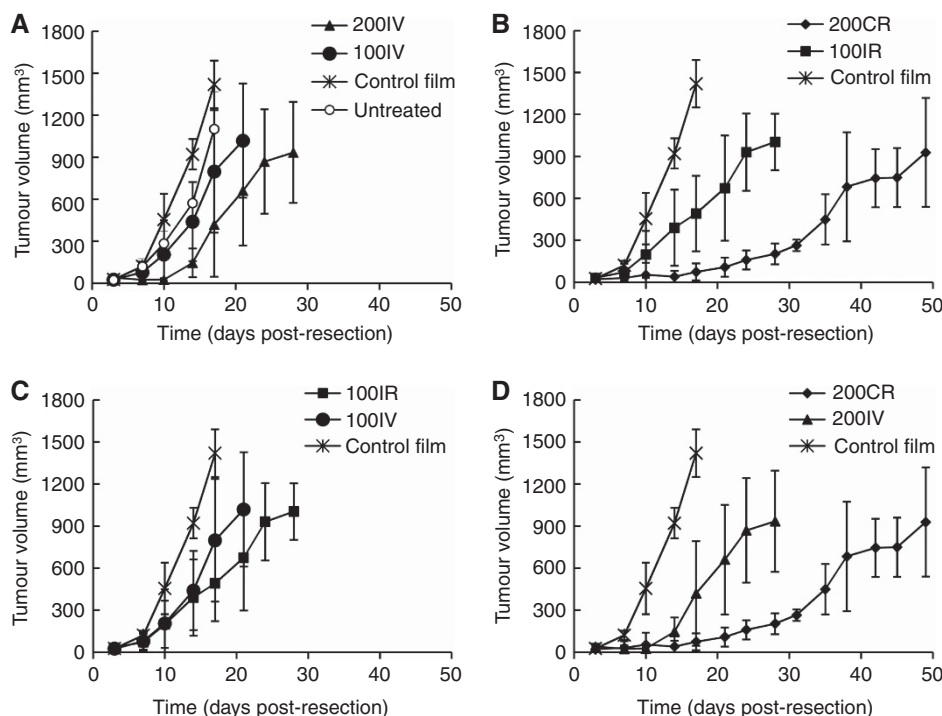 A
1800
1500
1200
900
600
300
0
Tumour volume (mm³)
200IV
100IV
Control film
Untreated
0 10 20 30 40 50
Time (days post-resection)
B
1800
1500
1200
900
600
300
0
Tumour volume (mm³)
200CR
100IR
Control film
0 10 20 30 40 50
Time (days post-resection)
C
1800
1500
1200
900
600
300
0
Tumour volume (mm³)
100IR
100IV
Control film
0 10 20 30 40 50
Time (days post-resection)
D
1800
1500
1200
900
600
300
0
Tumour volume (mm³)
200CR
200IV
Control film
0 10 20 30 40 50
Time (days post-resection)